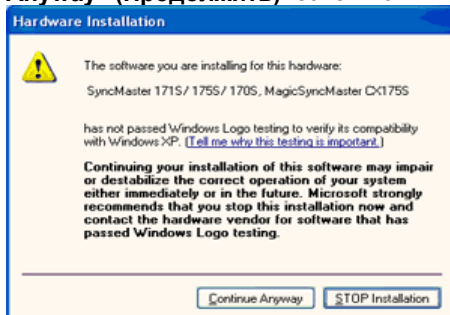 Anyway" (Продолжить)
Hardware Installation
The software you are installing for this hardware:
SyncMaster 171S/ 175S/ 170S, MagicSyncMaster CX175S
has not passed Windows Logo testing to verify its compatibility
with Windows XP. (Tell me why this testing is important.)
Continuing your installation of this software may impair
or destabilize the correct operation of your system
either immediately or in the future. Microsoft strongly
recommends that you stop this installation now and
contact the hardware vendor for software that has
passed Windows Logo testing.
Continue Anyway
STOP Installation